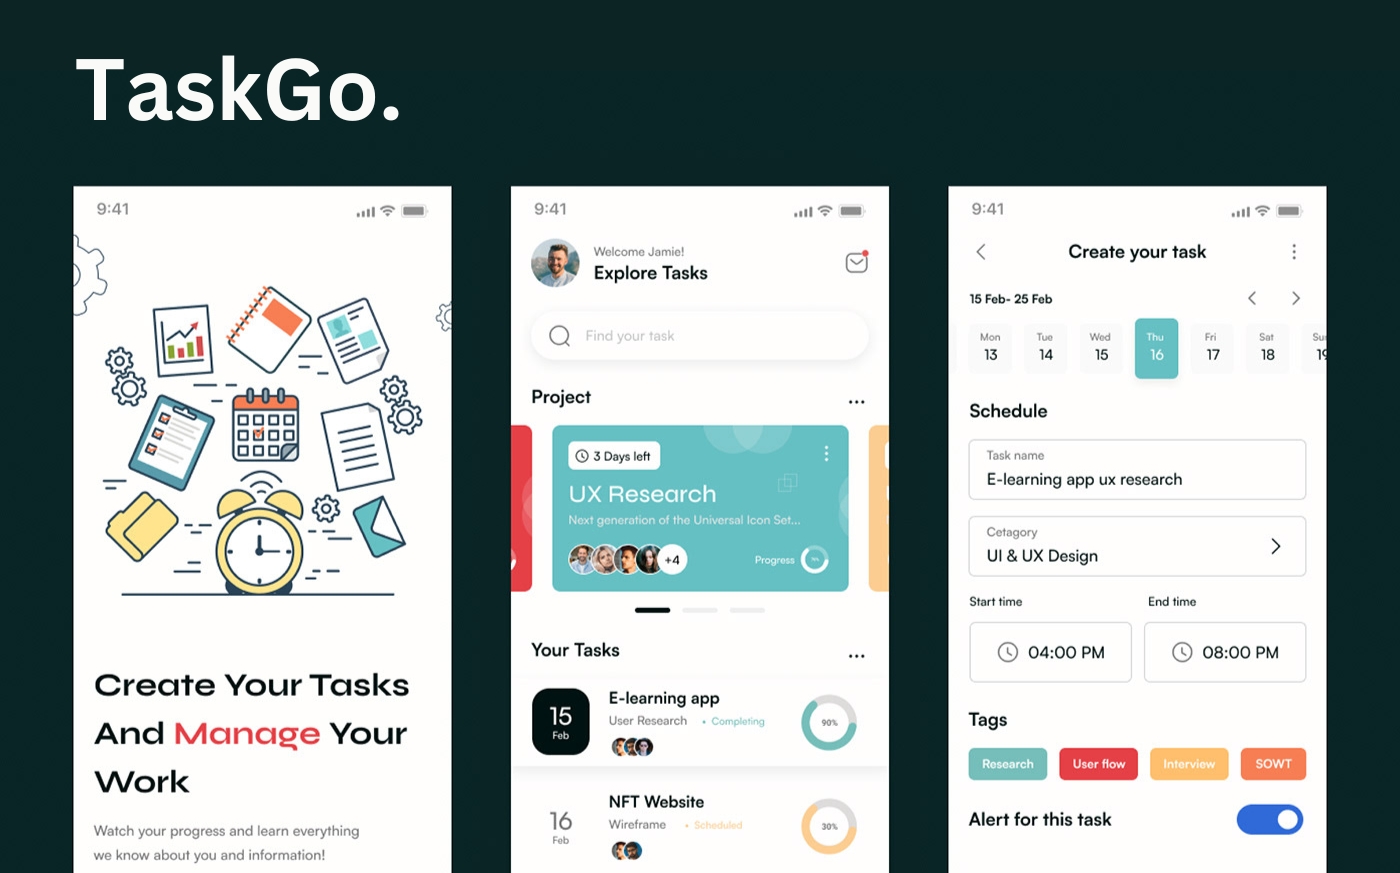 TaskGo.
9:41
Create Your Tasks
And Manage Your
Work
Watch your progress and learn everything
we know about you and information!
9:41
Welcome Jamie!
Explore Tasks
Find your task
Project
3 Days left
UX Research
Next generation of the Universal Icon Set...
+4
Progress
Your Tasks
15
Feb
E-learning app
User Research • Completing
90%
16
Feb
NFT Website
Wireframe • Scheduled
30%
9:41
Create your task
15 Feb- 25 Feb
Mon Tue Wed Thu Fri Sat Su
13 14 15 16 17 18 19
Schedule
Task name
E-learning app ux research
Cetagory
UI & UX Design
Start time End time
04:00 PM 08:00 PM
Tags
Research User flow Interview SOWT
Alert for this task